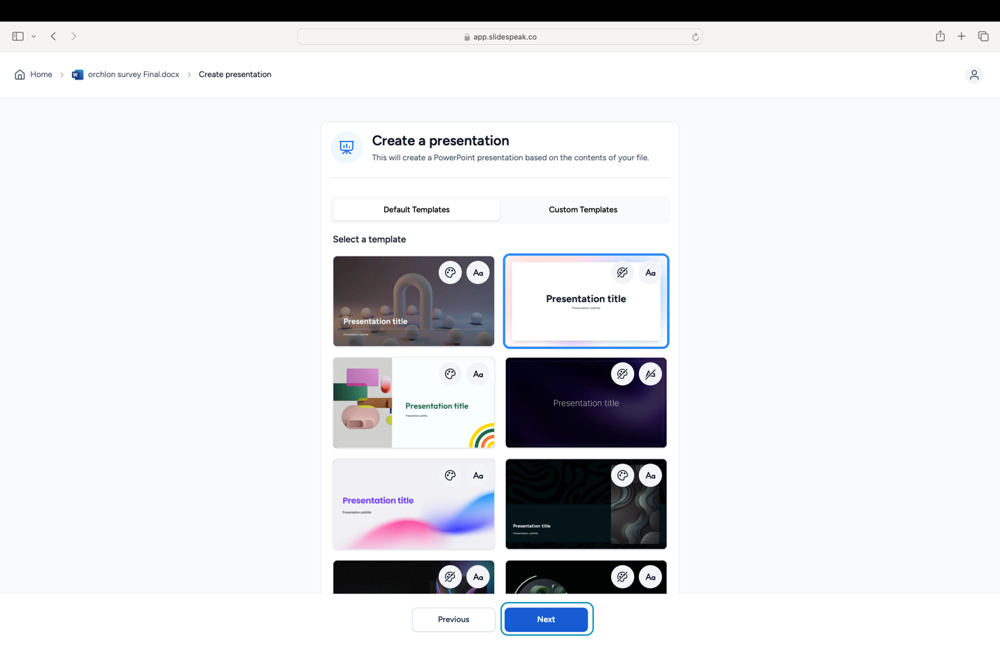 app.slidespeak.co
Home
orchlon survey Final.docx
Create presentation
Create a presentation
This will create a PowerPoint presentation based on the contents of your file.
Default Templates
Custom Templates
Select a template
Aa
Presentation title
Presentation subtitle
Aa
Presentation title
Presentation subtitle
Aa
Presentation title
Presentation subtitle
Presentation title
Aa
Presentation title
Presentation subtitle
Aa
Presentation title
Presentation subtitle
Aa
Aa
Previous
Next